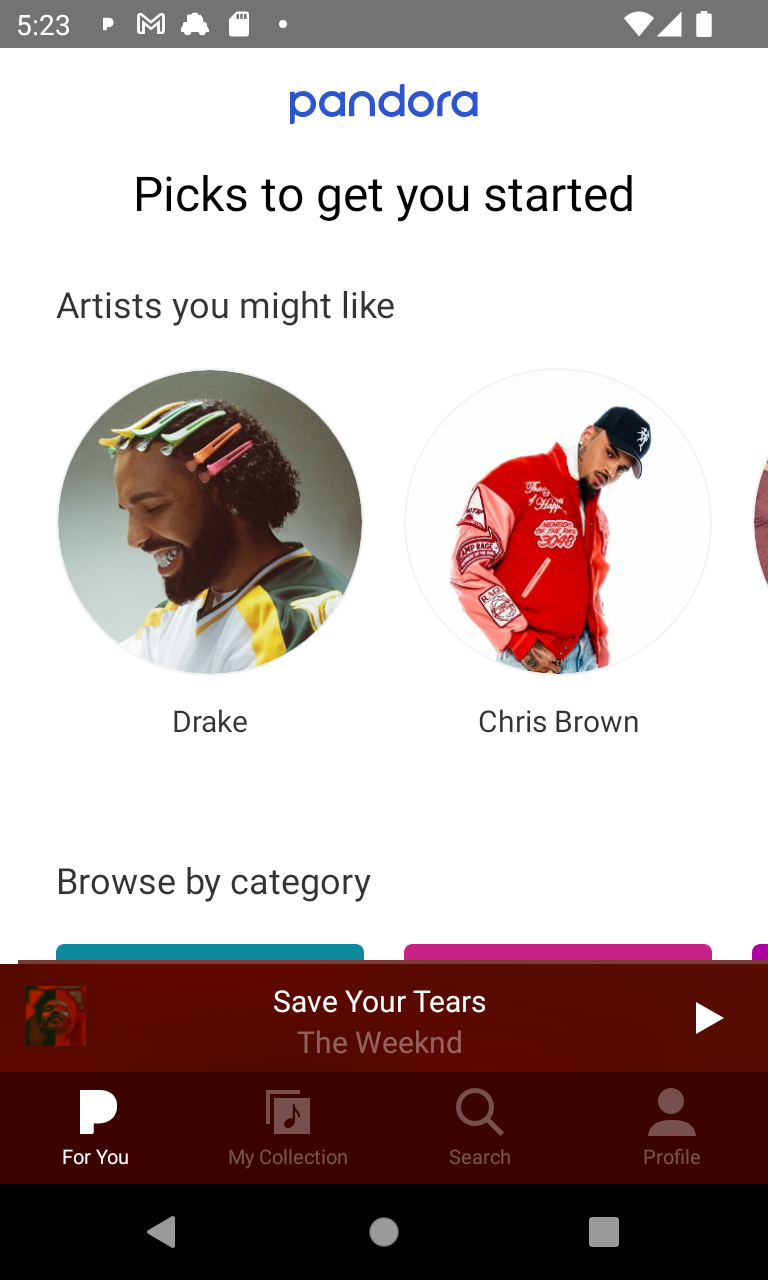 5:23
pandora
Picks to get you started
Artists you might like
Drake
Chris Brown
Browse by category
Save Your Tears
The Weeknd
For You
My Collection
Search
Profile